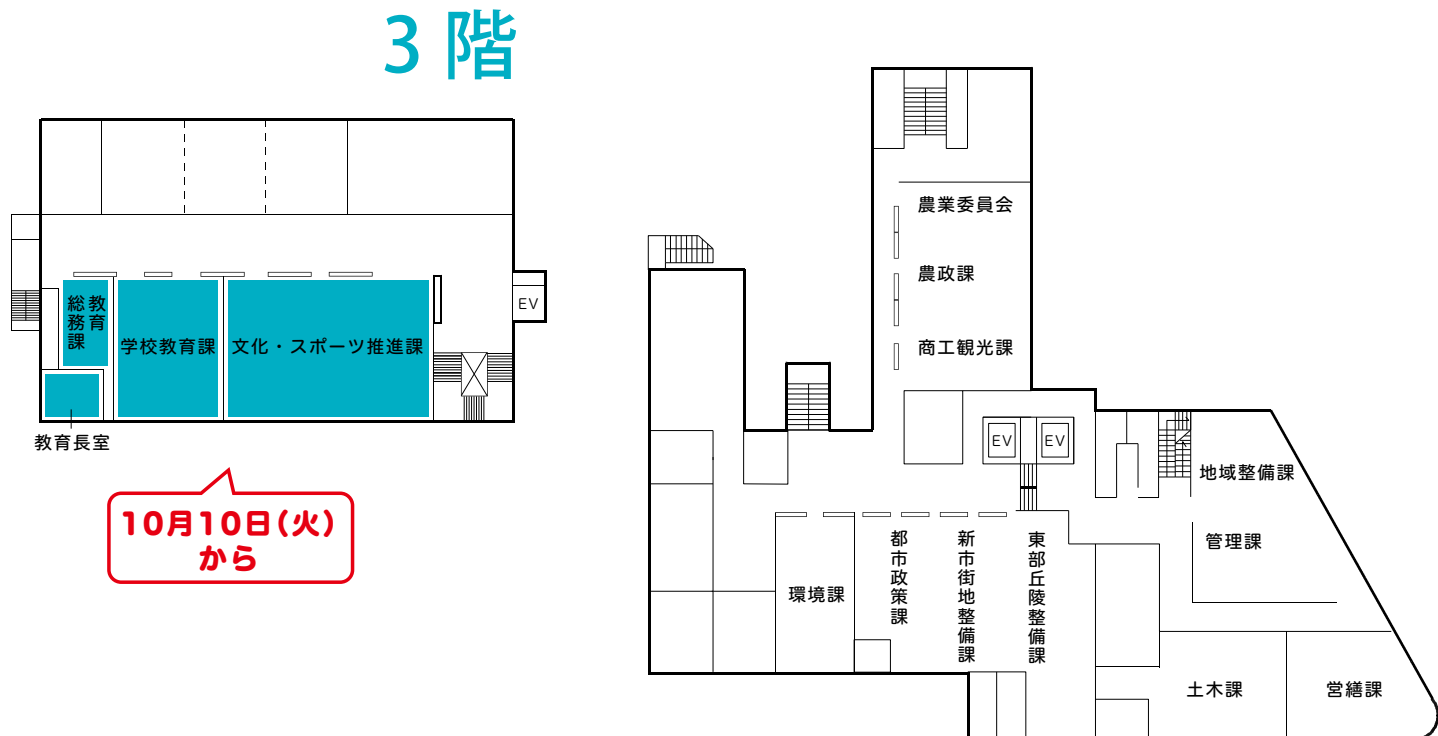 3階
教育
総務課
学校教育課
文化・スポーツ推進課
EV
教育長室
10月10日(火)
から
農業委員会
農政課
商工観光課
EV
EV
地域整備課
管理課
環境課
都市政策課
新市街地整備課
東部丘陵整備課
土木課
営繕課